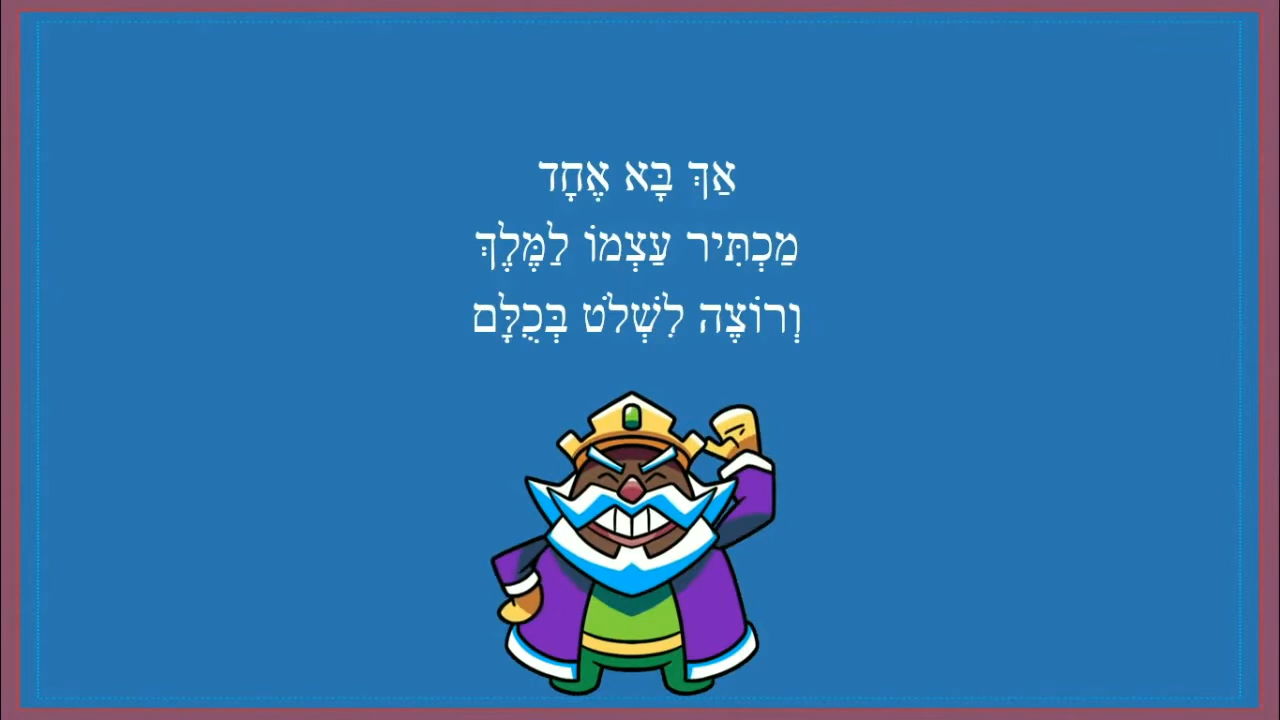 אַךְ בָּא אֶחָד
מַכְתִּיר עַצְמוֹ לַמֶּלֶךְ
וְרוֹצֶה לִשְׁלֹט בְּכֻלָּם